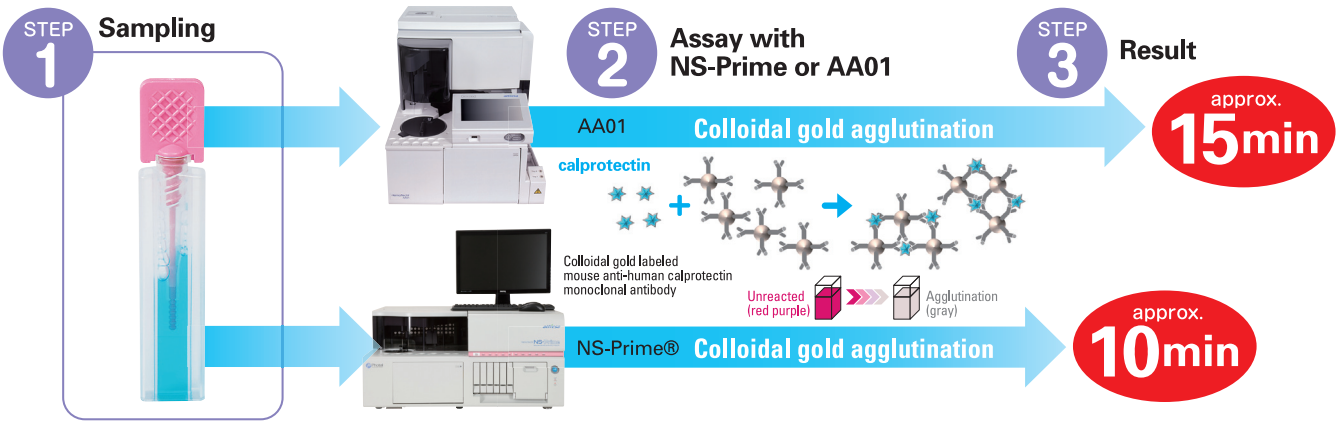 STEP
1
Sampling
STEP
2
Assay with
NS-Prime or AA01
STEP
3
Result
AA01
Colloidal gold agglutination
approx.
15min
calprotectin
Colloidal gold labeled
mouse anti-human calprotectin
monoclonal antibody
Unreacted
(red purple)
Agglutination
(gray)
NS-Prime®
Colloidal gold agglutination
approx.
10min